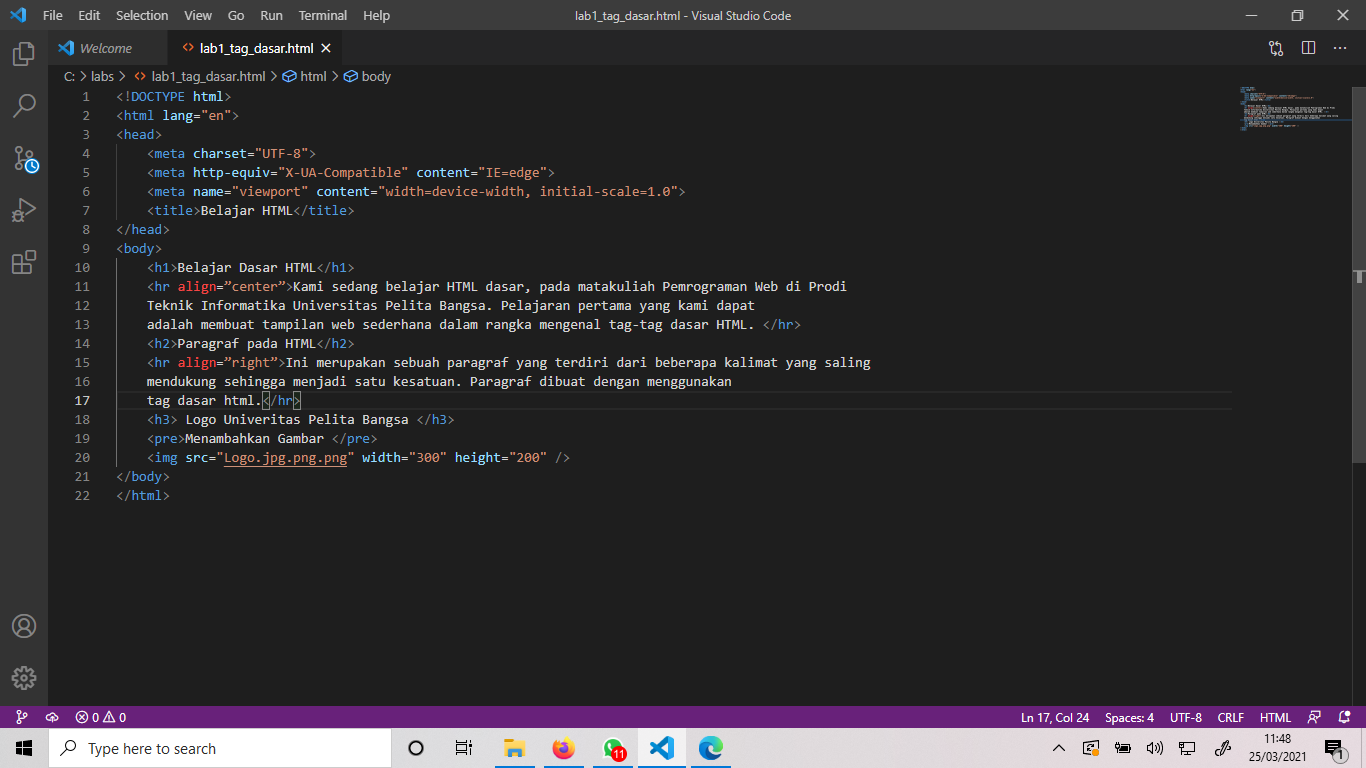 File Edit Selection View Go Run Terminal Help lab1_tag_dasar.html - Visual Studio Code
Welcome lab1_tag_dasar.html
C: > labs > lab1_tag_dasar.html > html > body
1 <!DOCTYPE html>
2 <html lang="en">
3 <head>
4 <meta charset="UTF-8">
5 <meta http-equiv="X-UA-Compatible" content="IE=edge">
6 <meta name="viewport" content="width=device-width, initial-scale=1.0">
7 <title>Belajar HTML</title>
8 </head>
9 <body>
10 <h1>Belajar Dasar HTML</h1>
11 <hr align=”center”>Kami sedang belajar HTML dasar, pada matakuliah Pemrograman Web di Prodi
12 Teknik Informatika Universitas Pelita Bangsa. Pelajaran pertama yang kami dapat
13 adalah membuat tampilan web sederhana dalam rangka mengenal tag-tag dasar HTML. </hr>
14 <h2>Paragraf pada HTML</h2>
15 <hr align=”right”>Ini merupakan sebuah paragraf yang terdiri dari beberapa kalimat yang saling
16 mendukung sehingga menjadi satu kesatuan. Paragraf dibuat dengan menggunakan
17 tag dasar html.</hr>
18 <h3> Logo Univeritas Pelita Bangsa </h3>
19 <pre>Menambahkan Gambar </pre>
20 <img src="Logo.jpg.png.png" width="300" height="200" />
21 </body>
22 </html>
0 0 Ln 17, Col 24 Spaces: 4 UTF-8 CRLF HTML
Type here to search
11
11:48
25/03/2021
1